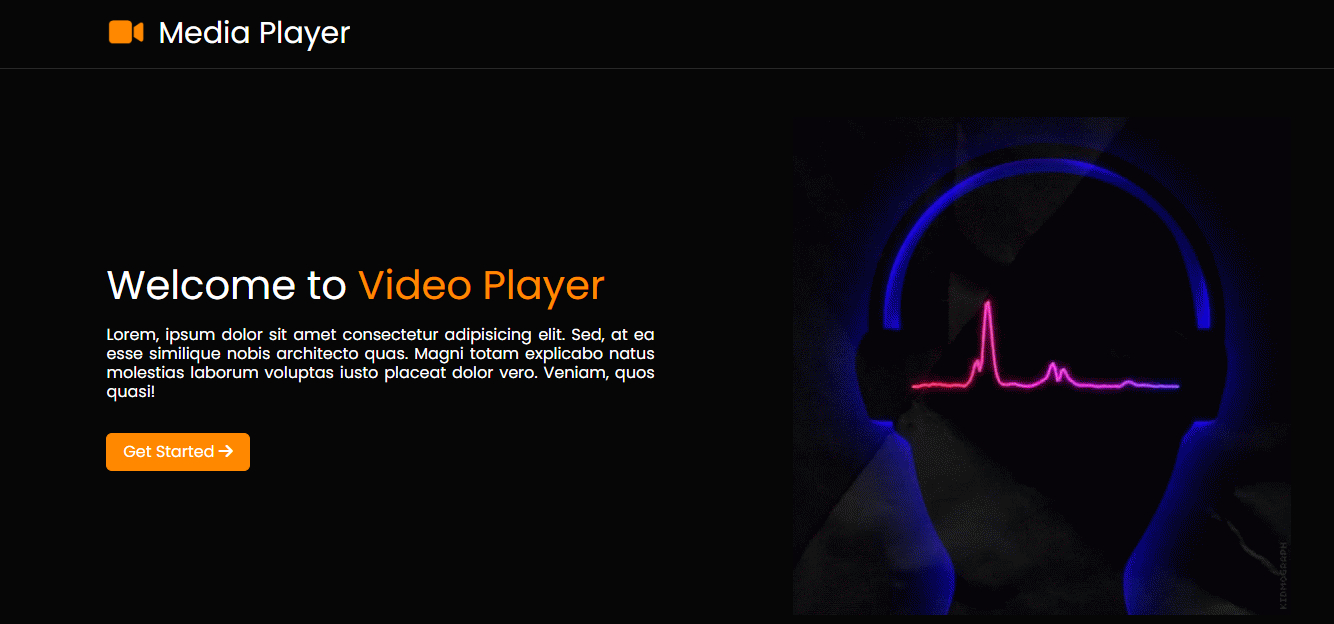 Media Player
Welcome to Video Player
Lorem, ipsum dolor sit amet consectetur adipisicing elit. Sed, at ea
esse similique nobis architecto quas. Magni totam explicabo natus
molestias laborum voluptas iusto placeat dolor vero. Veniam, quos
quasi!
Get Started
KIDMOGRAPH